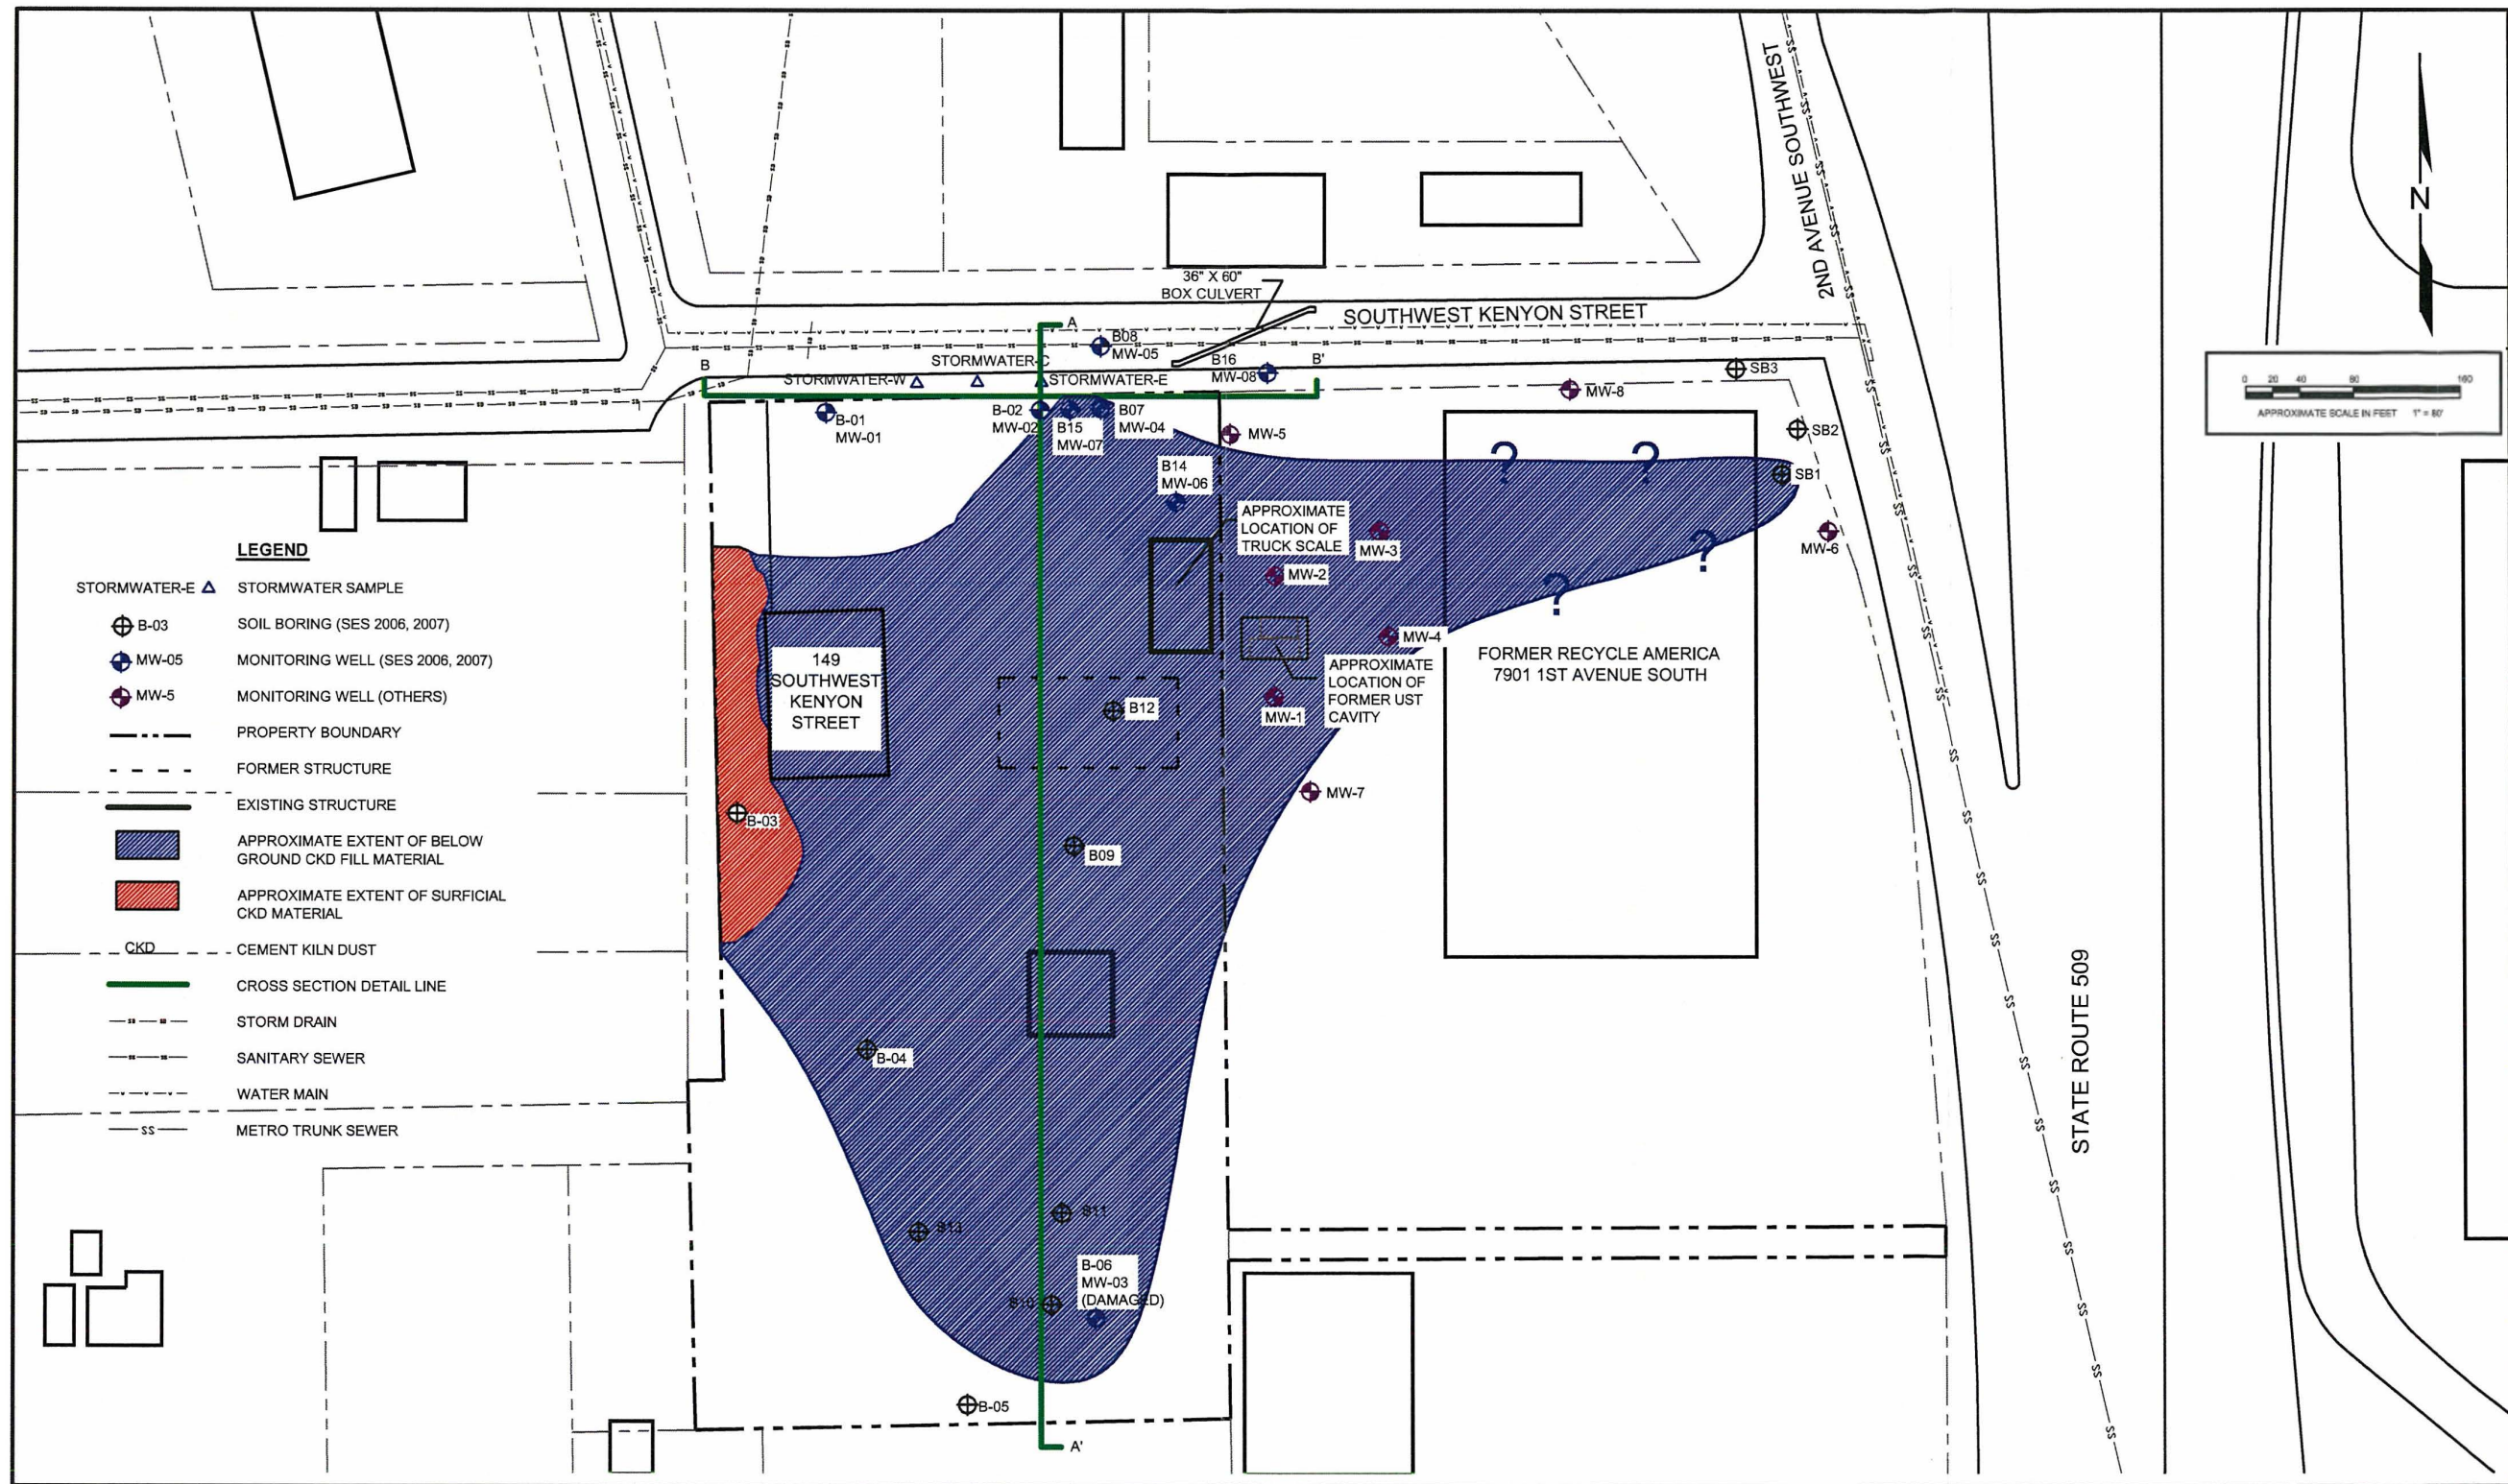 2ND AVENUE SOUTHWEST
N
36" X 60"
BOX CULVERT
SOUTHWEST KENYON STREET
A
B08
MW-05
STORMWATER-C
B16
MW-08
B'
B
STORMWATER-W
STORMWATER-E
SB3
MW-8
0 20 40 80 160
APPROXIMATE SCALE IN FEET 1" = 80'
B-01
MW-01
B-02
MW-02
B15
MW-07
B07
MW-04
MW-5
SB2
B14
MW-06
?
?
SB1
APPROXIMATE
LOCATION OF
TRUCK SCALE
MW-3
MW-6
?
MW-2
?
MW-4
149
SOUTHWEST
KENYON
STREET
FORMER RECYCLE AMERICA
7901 1ST AVENUE SOUTH
APPROXIMATE
LOCATION OF
FORMER UST
CAVITY
B12
MW-1
MW-7
B-03
B09
B-04
STATE ROUTE 509
B11
B10
B-06
MW-03
(DAMAGED)
B-05
A'
LEGEND
STORMWATER-E STORMWATER SAMPLE
B-03 SOIL BORING (SES 2006, 2007)
MW-05 MONITORING WELL (SES 2006, 2007)
MW-5 MONITORING WELL (OTHERS)
PROPERTY BOUNDARY
FORMER STRUCTURE
EXISTING STRUCTURE
APPROXIMATE EXTENT OF BELOW
GROUND CKD FILL MATERIAL
APPROXIMATE EXTENT OF SURFICIAL
CKD MATERIAL
CKD CEMENT KILN DUST
CROSS SECTION DETAIL LINE
STORM DRAIN
SANITARY SEWER
WATER MAIN
SS METRO TRUNK SEWER